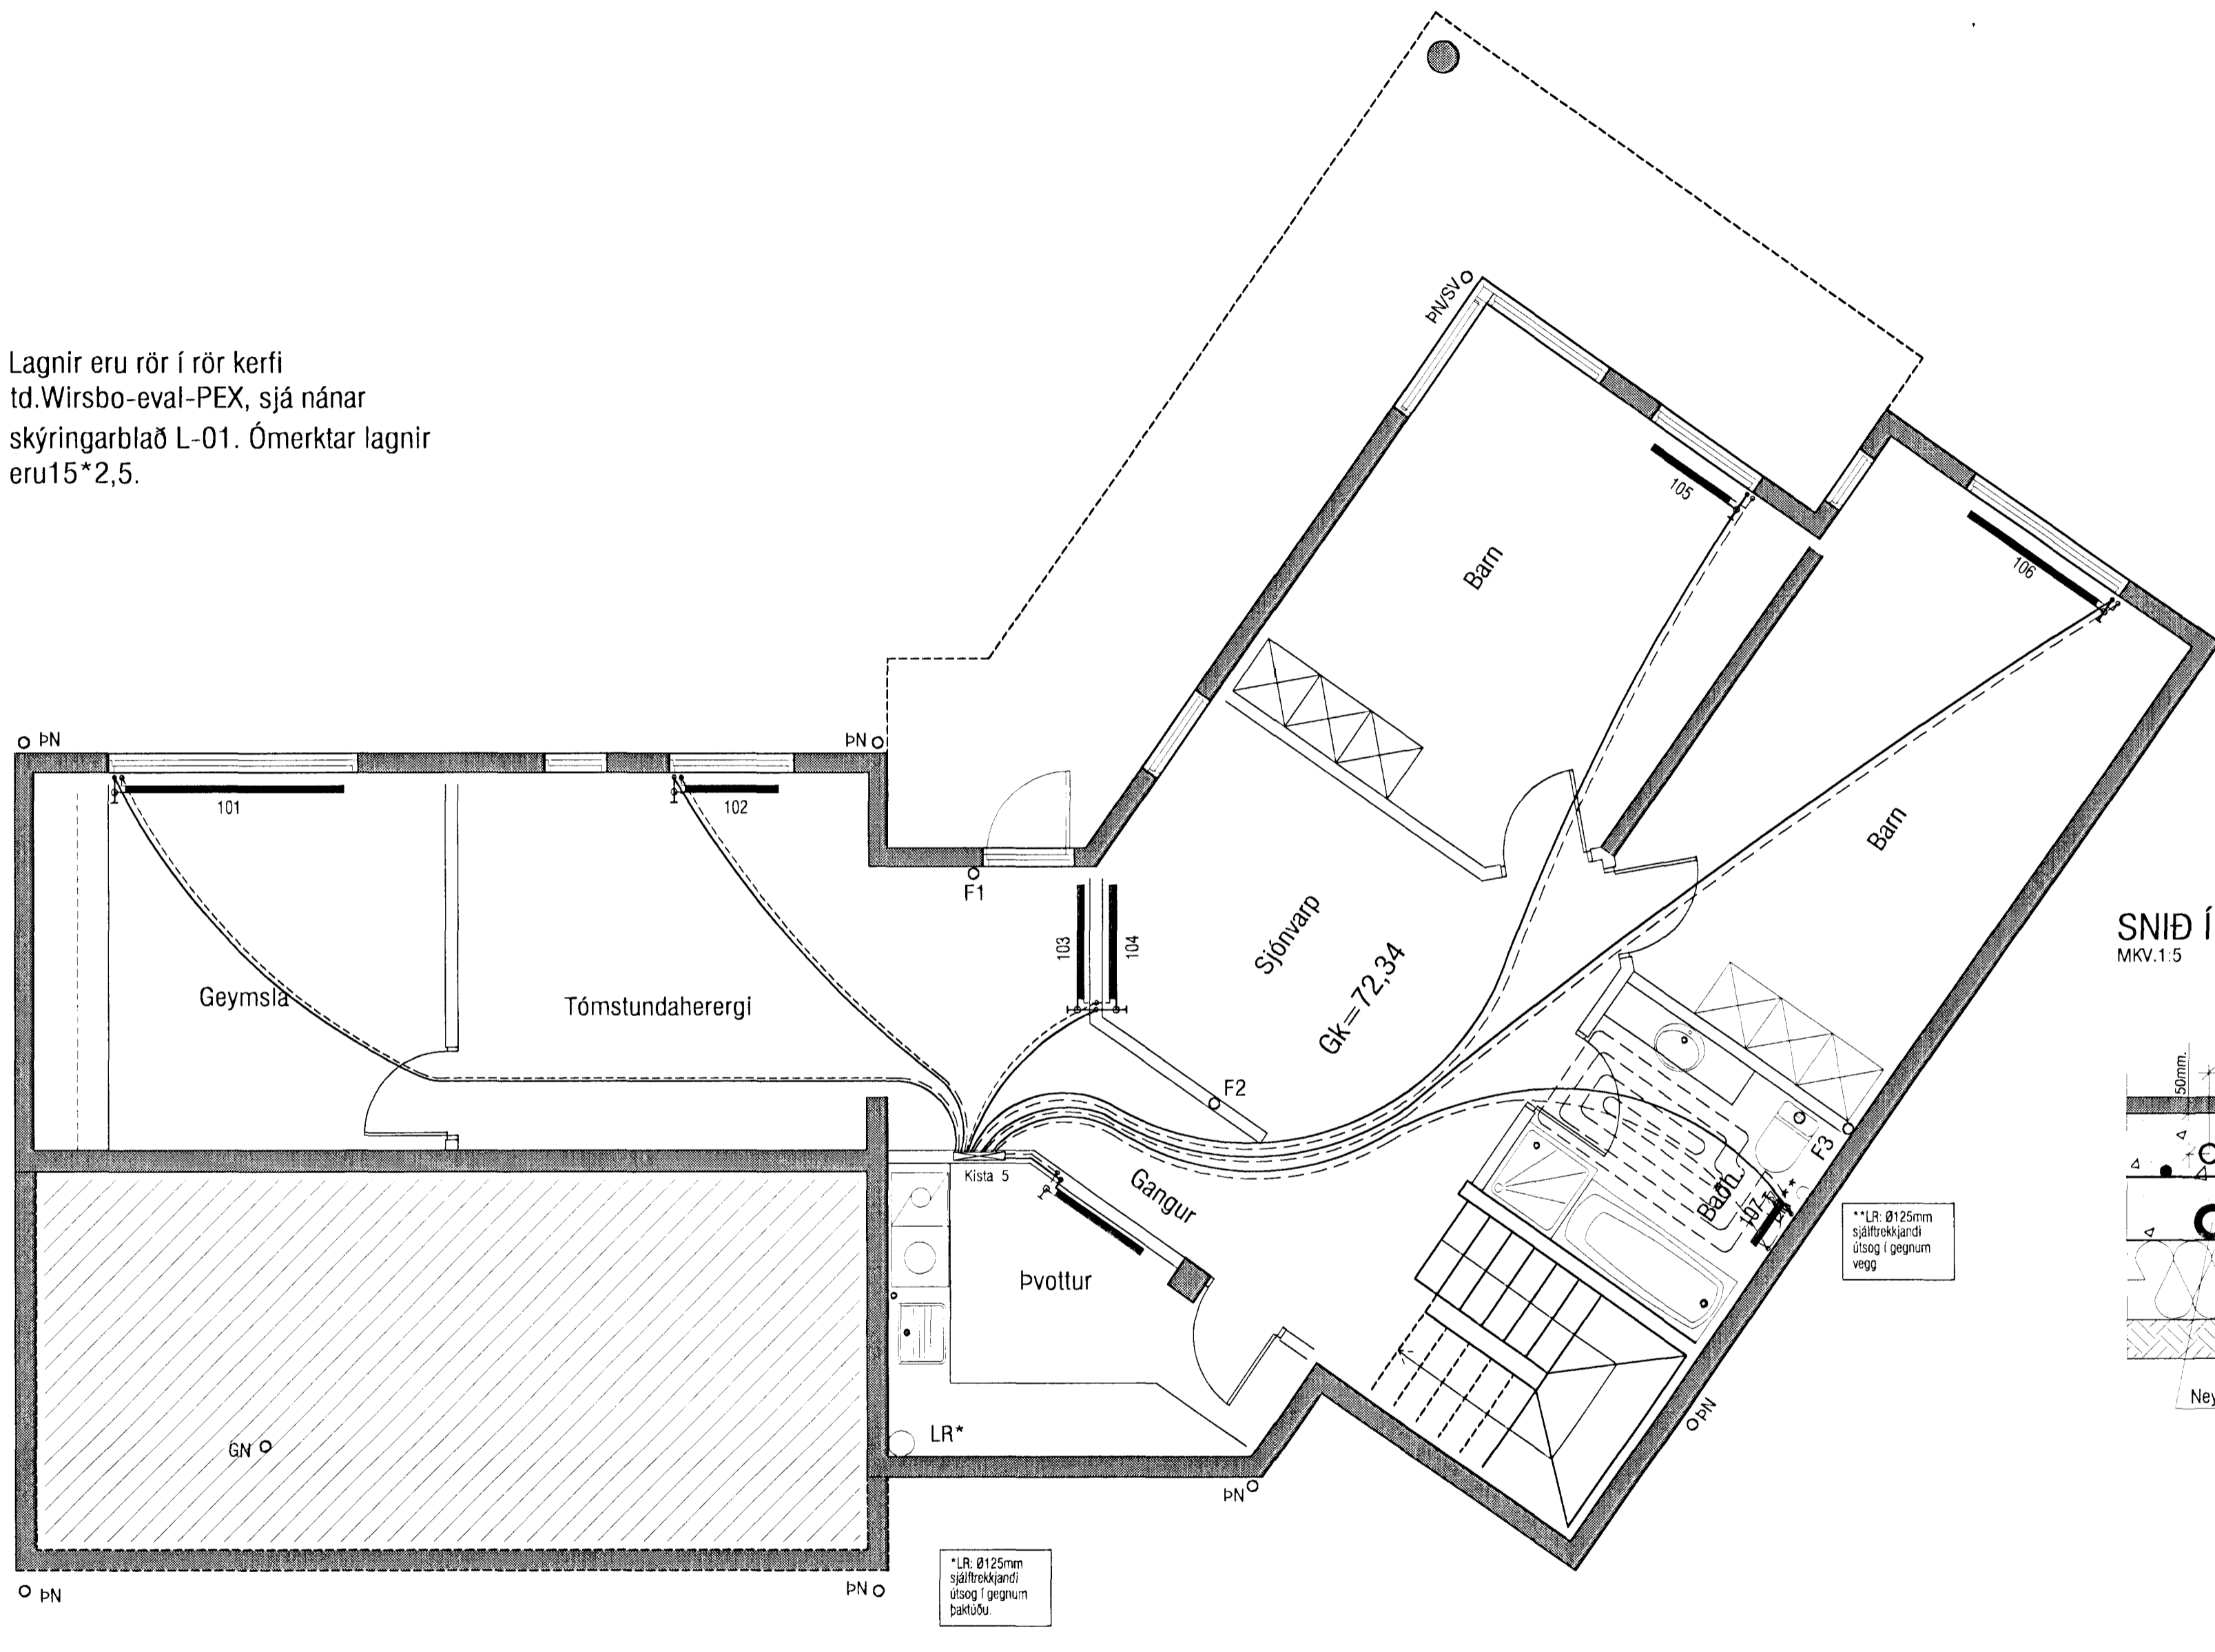 Lagnir eru rör í rör kerfi
td.Wirsbo-eval-PEX, sjá nánar
skýringarblað L-01. Ómerktar lagnir
eru15*2,5.
ÞN/SV
105
106
Barn
Barn
ÞN
ÞN
101
102
F1
103
104
Sjónvarp
Gk=72,34
Geymsla
Tómstundaherergi
F2
F3
SNIÐ Í
MKV.1:5
50mm.
Kista 5
Gangur
Baðh.
107
**
**LR: Ø125mm
sjálftrekkjandi
útsog í gegnum
vegg
Þvottur
Ney
ÞN
GN
LR*
ÞN
*LR: Ø125mm
sjálftrekkjandi
útsog í gegnum
þaktúðu.
ÞN
ÞN